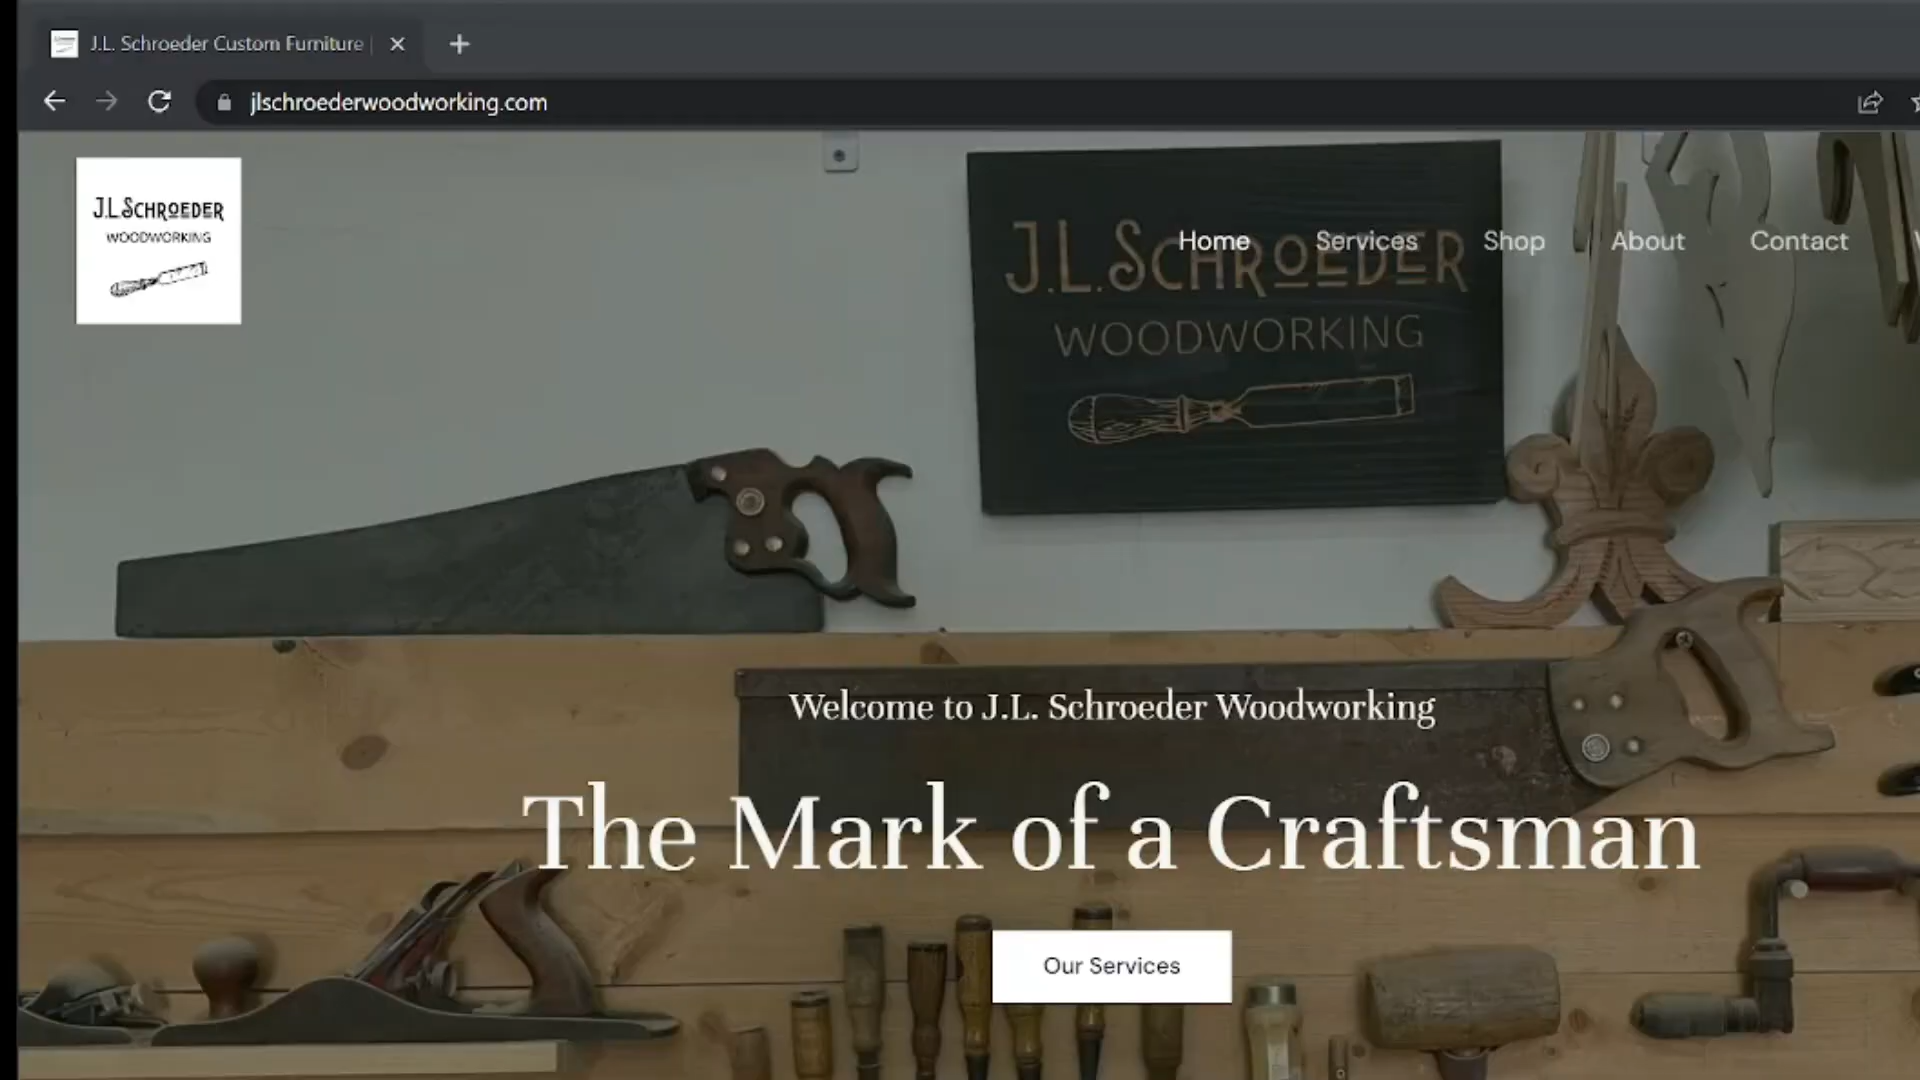 J.L. Schroeder Custom Furniture
jlschroederwoodworking.com
J.L.SCHROEDER
WOODWORKING
Home Services Shop About Contact
J.L.SCHROEDER
WOODWORKING
Welcome to J.L. Schroeder Woodworking
The Mark of a Craftsman
Our Services